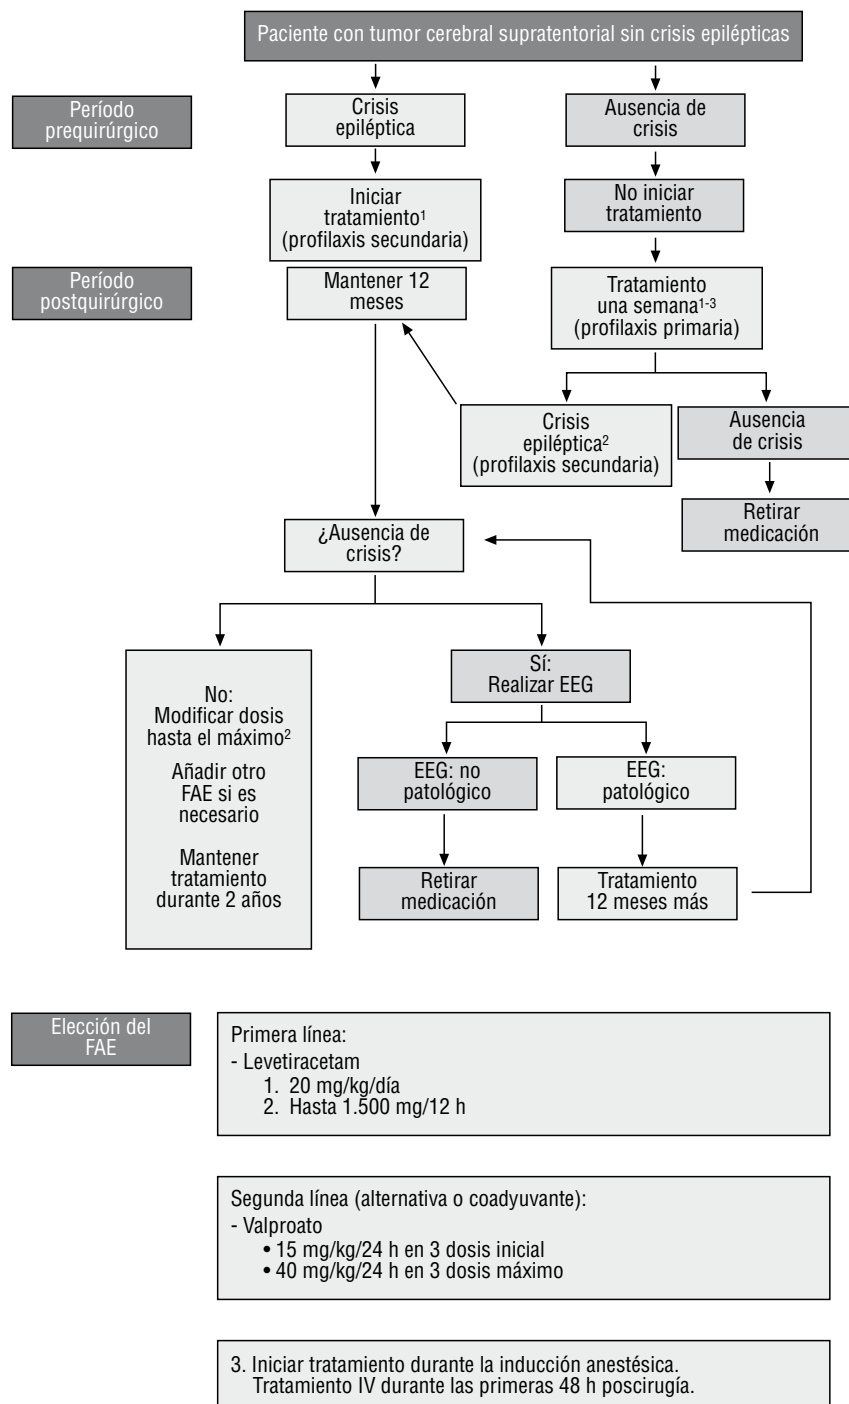 Paciente con tumor cerebral supratentorial sin crisis epilépticas
Período
prequirúrgico
Crisis
epiléptica
Ausencia de
crisis
Iniciar
tratamiento¹
(profilaxis secundaria)
No iniciar
tratamiento
Período
postquirúrgico
Mantener 12
meses
Tratamiento
una semana¹⁻³
(profilaxis primaria)
Crisis
epiléptica²
(profilaxis secundaria)
Ausencia
de crisis
Retirar
medicación
¿Ausencia de
crisis?
No:
Modificar dosis
hasta el máximo²
Añadir otro
FAE si es
necesario
Mantener
tratamiento
durante 2 años
Sí:
Realizar EEG
EEG: no
patológico
EEG:
patológico
Retirar
medicación
Tratamiento
12 meses más
Elección del
FAE
Primera línea:
- Levetiracetam
1. 20 mg/kg/día
2. Hasta 1.500 mg/12 h
Segunda línea (alternativa o coadyuvante):
- Valproato
• 15 mg/kg/24 h en 3 dosis inicial
• 40 mg/kg/24 h en 3 dosis máximo
3. Iniciar tratamiento durante la inducción anestésica.
Tratamiento IV durante las primeras 48 h poscirugía.